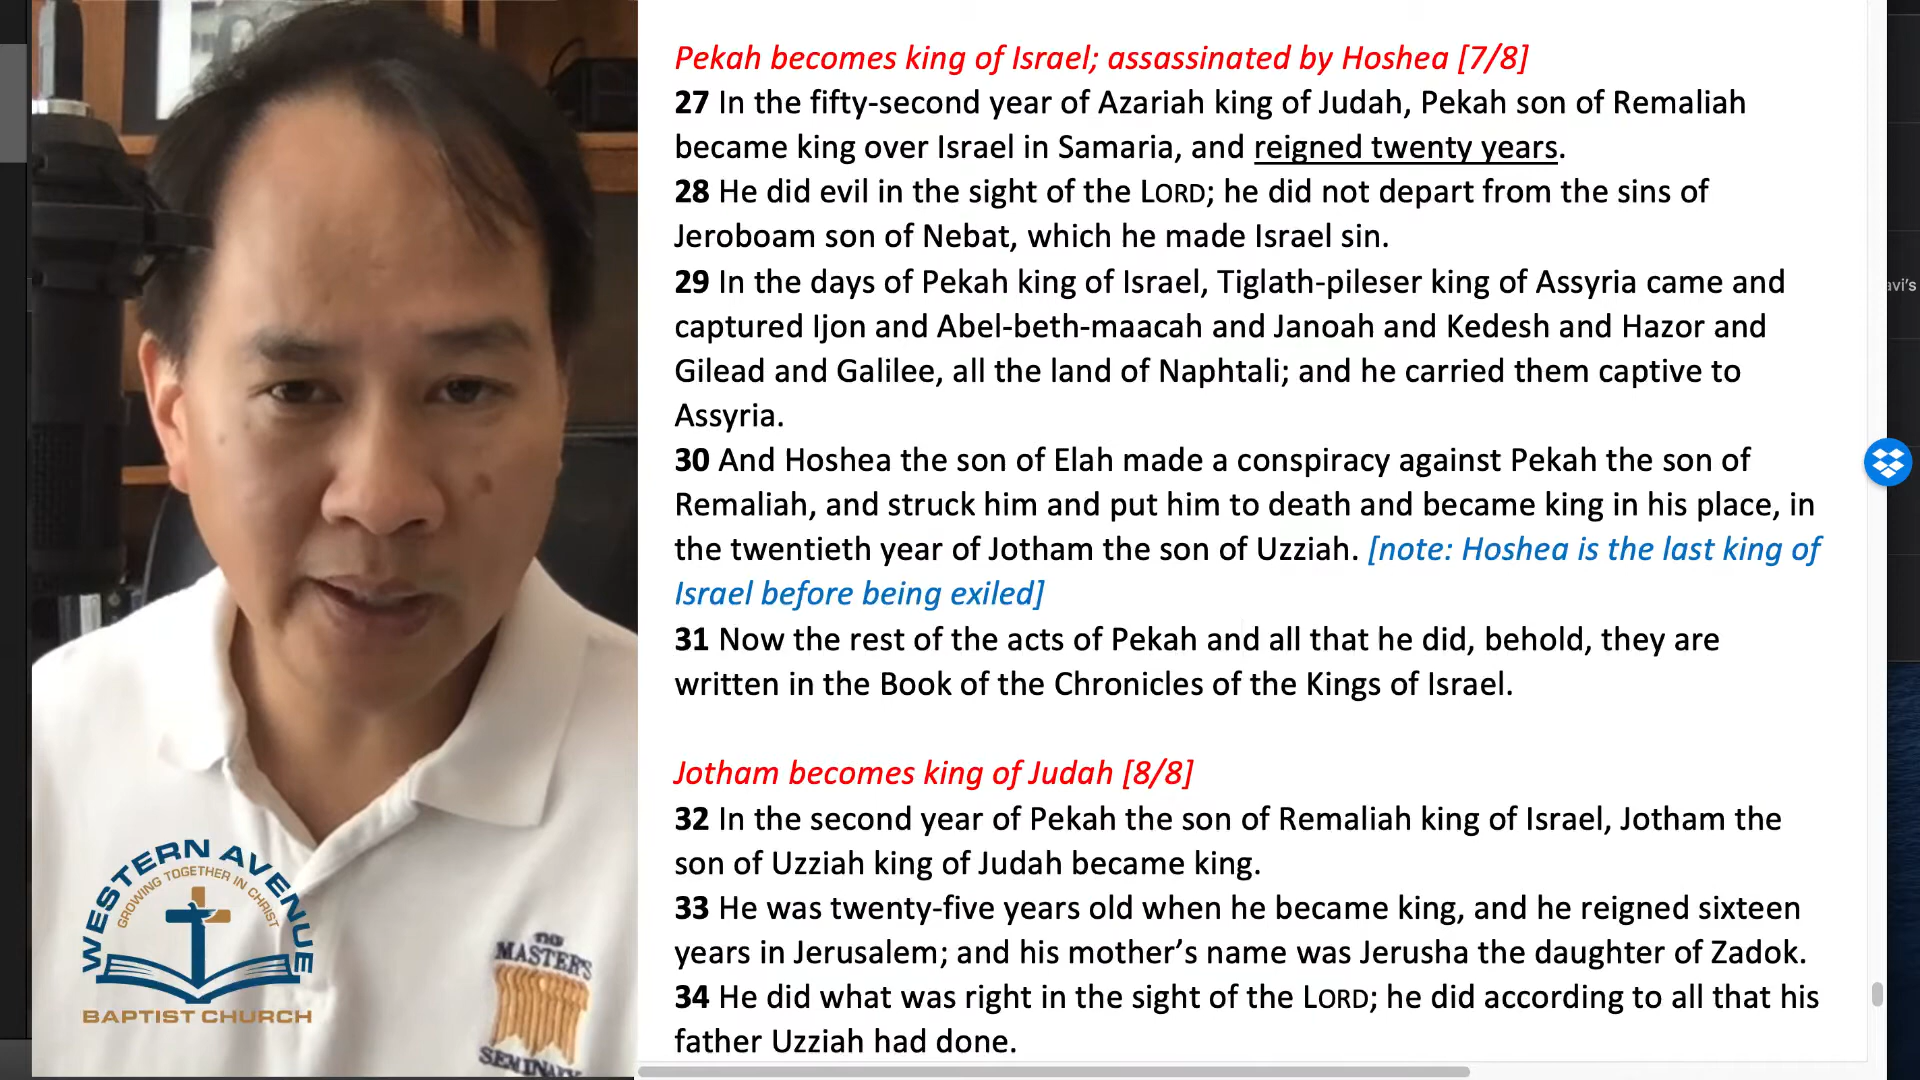 Pekah becomes king of Israel; assassinated by Hoshea [7/8]
27 In the fifty-second year of Azariah king of Judah, Pekah son of Remaliah
became king over Israel in Samaria, and reigned twenty years.
28 He did evil in the sight of the LORD; he did not depart from the sins of
Jeroboam son of Nebat, which he made Israel sin.
29 In the days of Pekah king of Israel, Tiglath-pileser king of Assyria came and
captured Ijon and Abel-beth-maacah and Janoah and Kedesh and Hazor and
Gilead and Galilee, all the land of Naphtali; and he carried them captive to
Assyria.
30 And Hoshea the son of Elah made a conspiracy against Pekah the son of
Remaliah, and struck him and put him to death and became king in his place, in
the twentieth year of Jotham the son of Uzziah. [note: Hoshea is the last king of
Israel before being exiled]
31 Now the rest of the acts of Pekah and all that he did, behold, they are
written in the Book of the Chronicles of the Kings of Israel.
Jotham becomes king of Judah [8/8]
32 In the second year of Pekah the son of Remaliah king of Israel, Jotham the
son of Uzziah king of Judah became king.
33 He was twenty-five years old when he became king, and he reigned sixteen
years in Jerusalem; and his mother’s name was Jerusha the daughter of Zadok.
34 He did what was right in the sight of the LORD; he did according to all that his
father Uzziah had done.
WESTERN AVENUE
GROWING TOGETHER IN CHRIST
BAPTIST CHURCH
THE
MASTER'S
SEMINARY
avi’s